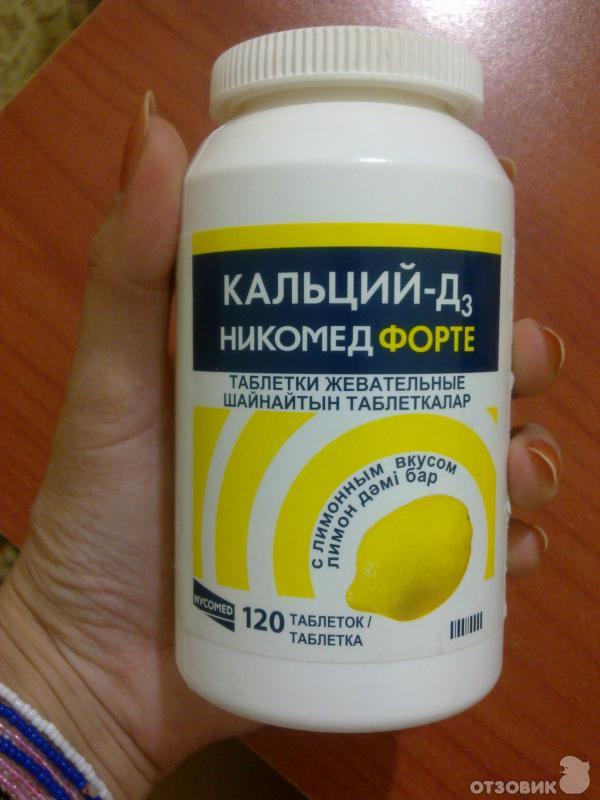 КАЛЬЦИЙ-Д3
НИКОМЕД ФОРТЕ
ТАБЛЕТКИ ЖЕВАТЕЛЬНЫЕ
ШАЙНАЙТЫН ТАБЛЕТКАЛАР
с лимонным вкусом
лимон дәмі бар
NYCOMED
120 ТАБЛЕТОК /
ТАБЛЕТКА
ОТЗОВИК